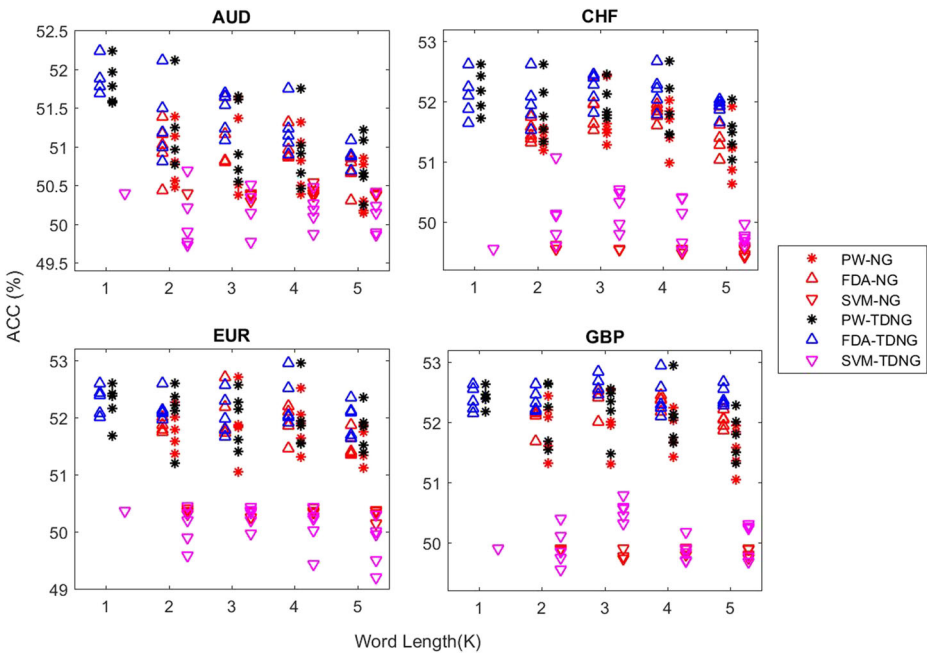 AUD
52.5
52
51.5
51
50.5
50
49.5
1 2 3 4 5
CHF
53
52
51
50
1 2 3 4 5
ACC (%)
EUR
53
52
51
50
49
1 2 3 4 5
GBP
53
52
51
50
1 2 3 4 5
Word Length(K)
PW-NG
FDA-NG
SVM-NG
PW-TDNG
FDA-TDNG
SVM-TDNG